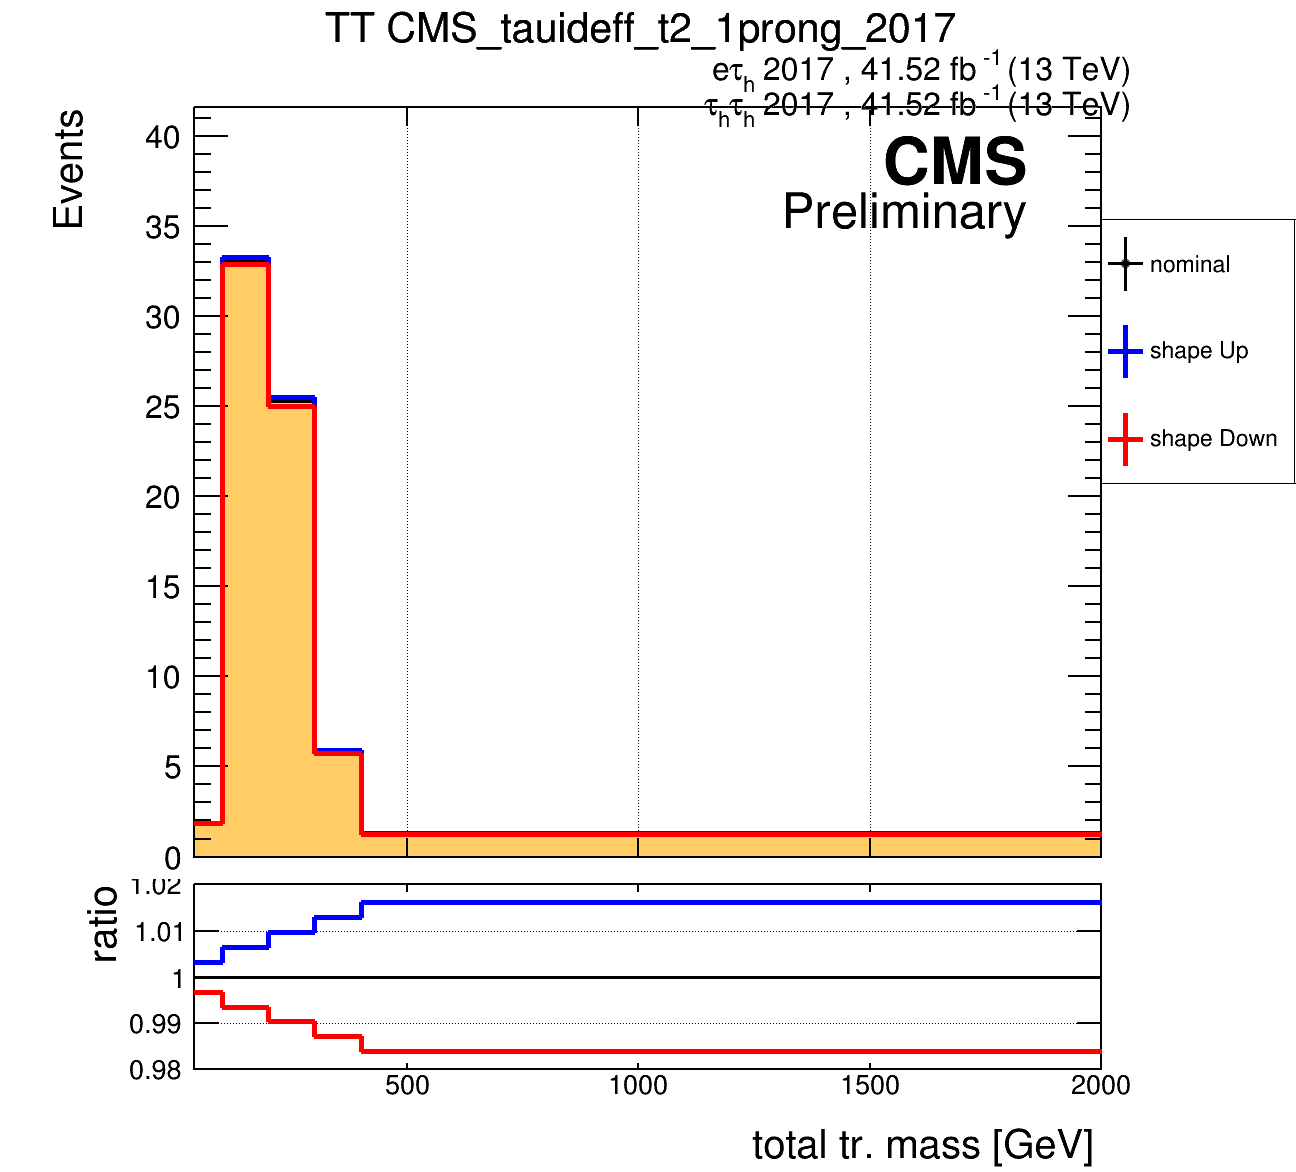 TT CMS_tauideff_t2_1prong_2017
eτh 2017 , 41.52 fb -1 (13 TeV)
τhτh 2017 , 41.52 fb -1 (13 TeV)
CMS
Preliminary
Events
40
35
30
25
20
15
10
5
0
nominal
shape Up
shape Down
ratio
1.02
1.01
1
0.99
0.98
500 1000 1500 2000
total tr. mass [GeV]